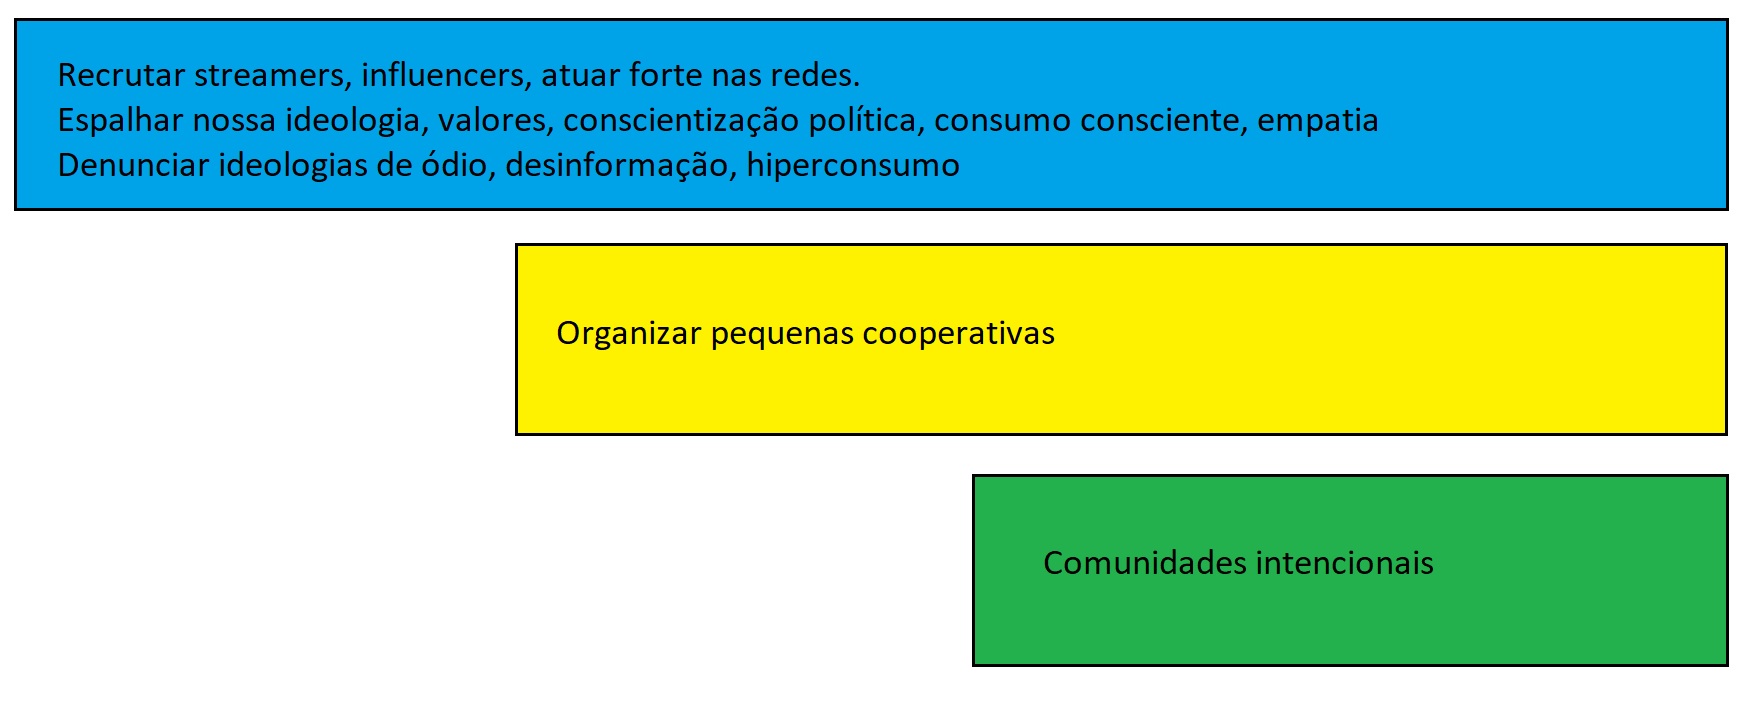 Recrutar streamers, influencers, atuar forte nas redes.
Espalhar nossa ideologia, valores, conscientização política, consumo consciente, empatia
Denunciar ideologias de ódio, desinformação, hiperconsumo
Organizar pequenas cooperativas
Comunidades intencionais